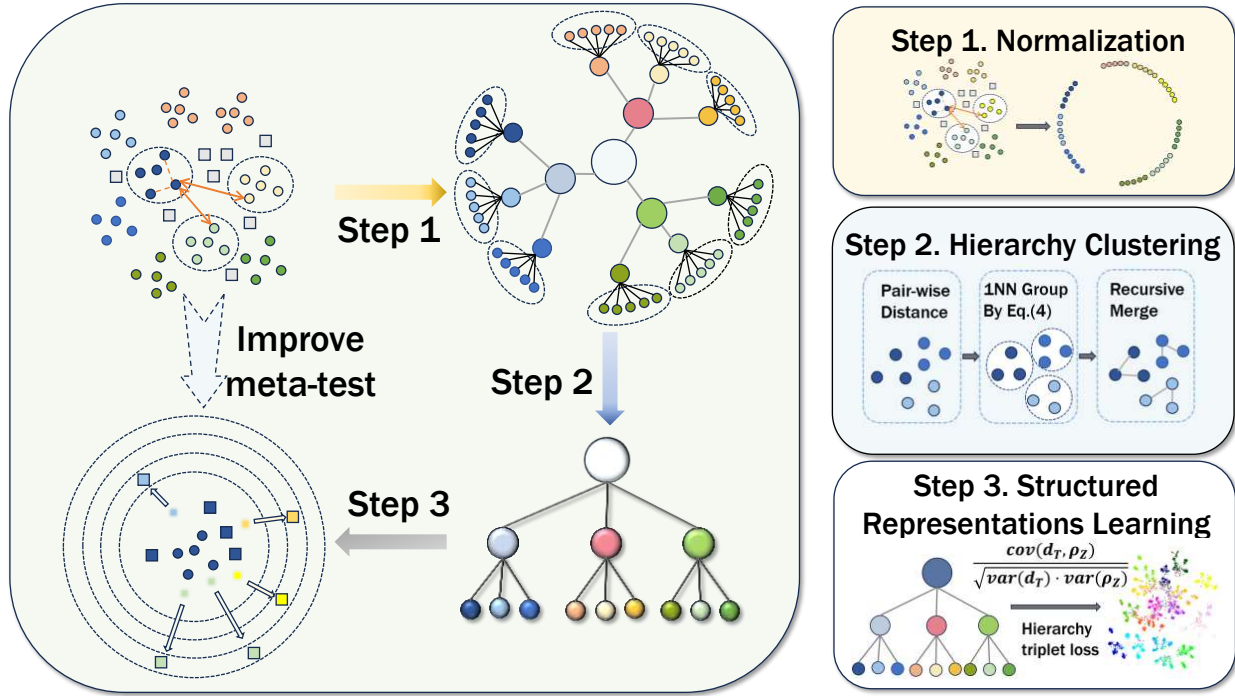 Step 1
Improve
meta-test
Step 2
Step 3
Step 1. Normalization
Step 2. Hierarchy Clustering
Pair-wise
Distance
1NN Group
By Eq.(4)
Recursive
Merge
Step 3. Structured
Representations Learning
cov(d_T, ρ_Z)
√var(d_T) · var(ρ_Z)
Hierarchy
triplet loss